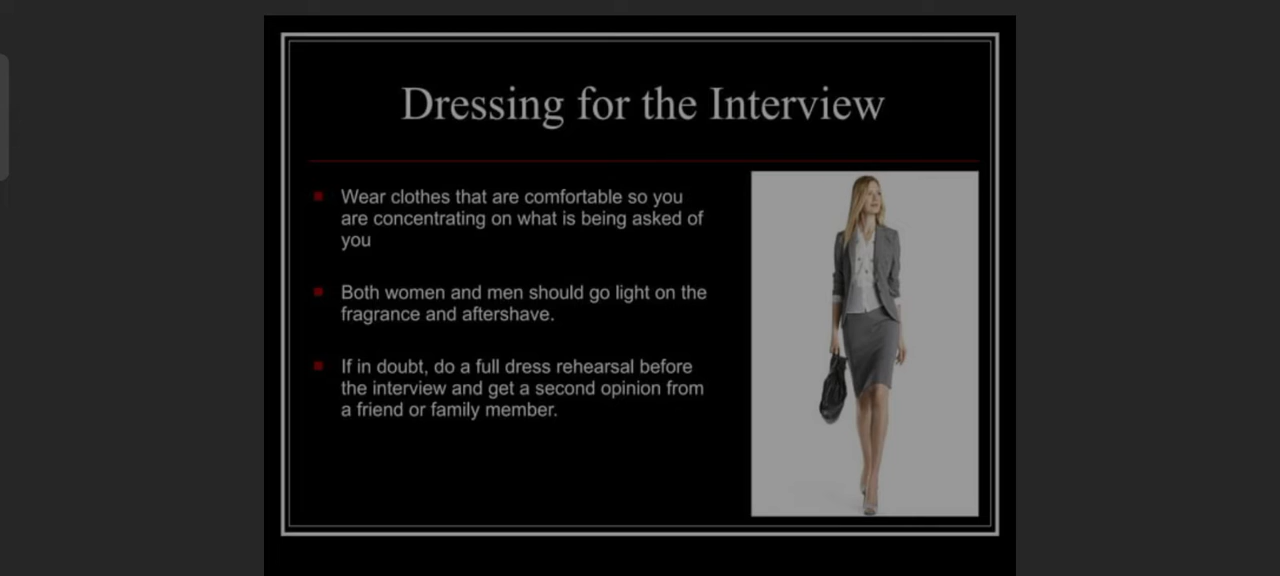 Dressing for the Interview
Wear clothes that are comfortable so you
are concentrating on what is being asked of
you
Both women and men should go light on the
fragrance and aftershave.
If in doubt, do a full dress rehearsal before
the interview and get a second opinion from
a friend or family member.